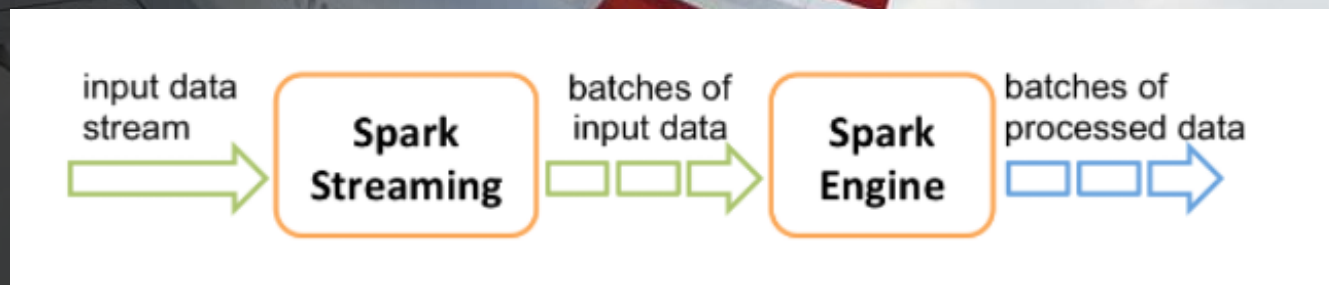 input data
stream
Spark
Streaming
batches of
input data
Spark
Engine
batches of
processed data